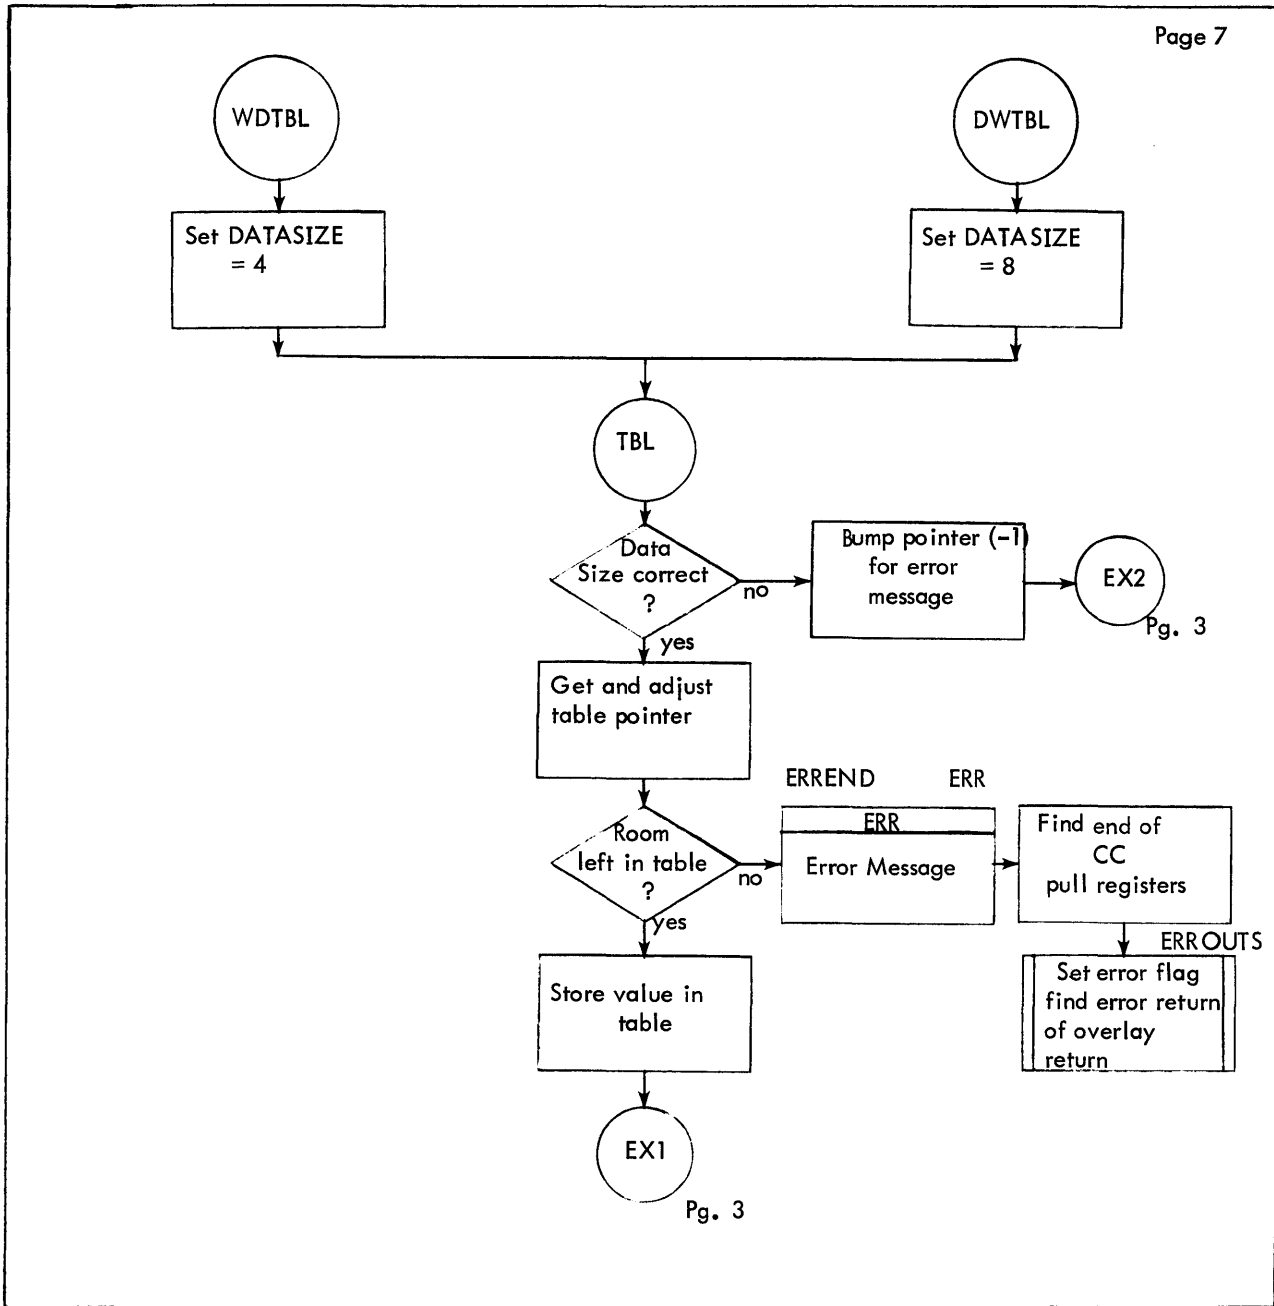 Page 7
WDTBL
DWTBL
Set DATASIZE
= 4
Set DATASIZE
= 8
TBL
Data
Size correct
?
no
yes
Bump pointer (-1)
for error
message
EX2
Pg. 3
Get and adjust
table pointer
ERREND ERR
Room
left in table
?
no
yes
ERR
Error Message
Find end of
CC
pull registers
ERROUTS
Set error flag
find error return
of overlay
return
Store value in
table
EX1
Pg. 3